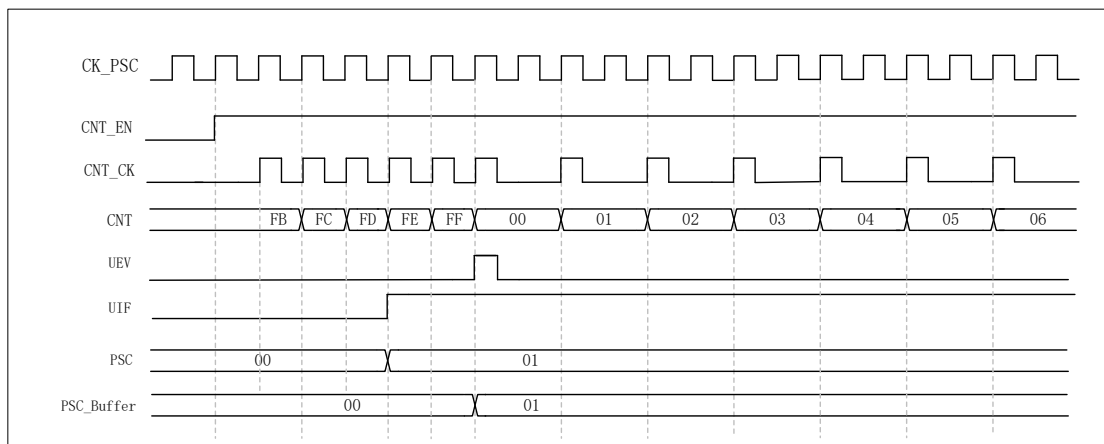 CK_PSC
CNT_EN
CNT_CK
CNT FB FC FD FE FF 00 01 02 03 04 05 06
UEV
UIF
PSC 00 01
PSC_Buffer 00 01